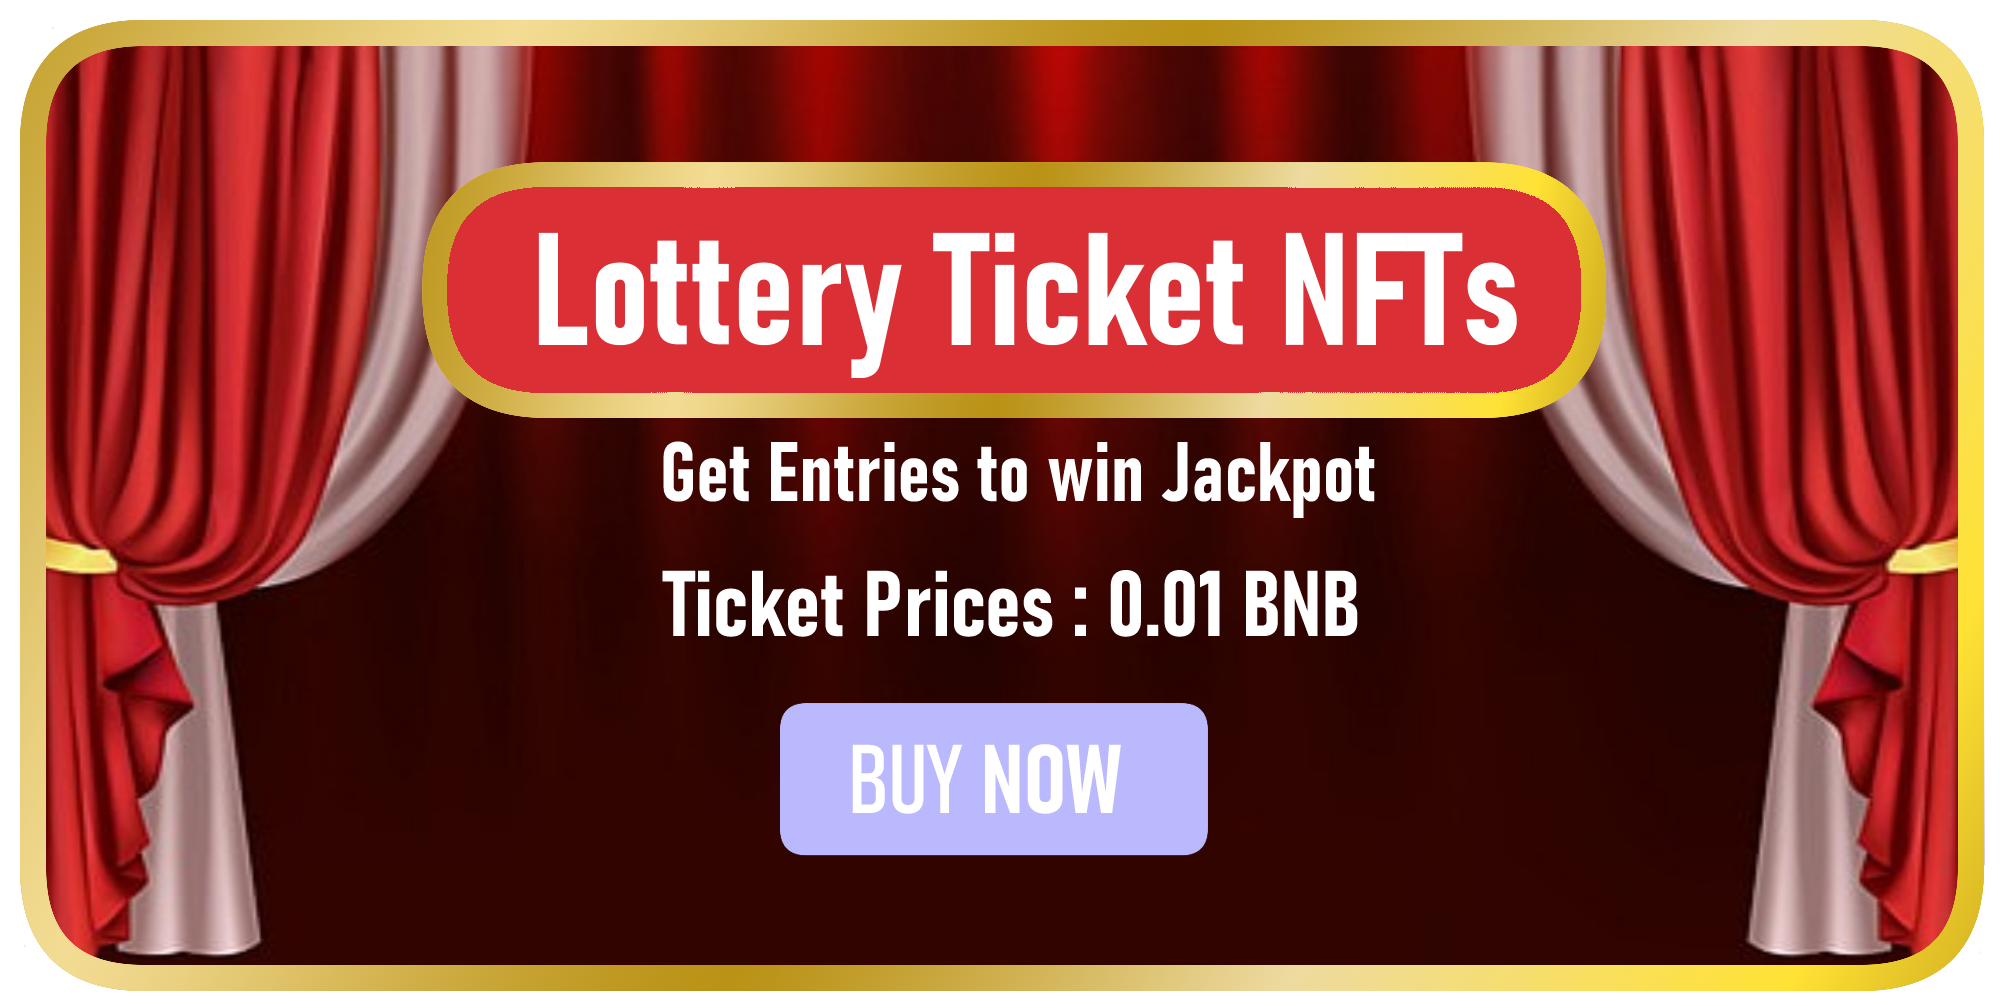 Lottery Ticket NFTs
Get Entries to win Jackpot
Ticket Prices : 0.01 BNB
BUY NOW